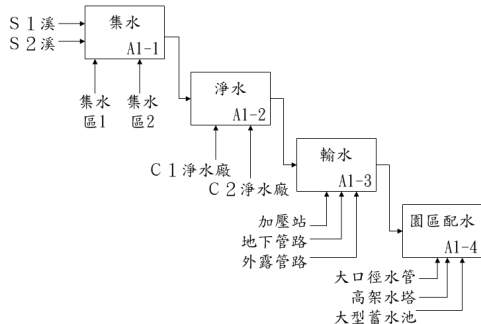 S1溪
S2溪
集水
A1-1
集水區1
集水區2
淨水
A1-2
C1淨水廠
C2淨水廠
輸水
A1-3
加壓站
地下管路
外露管路
園區配水
A1-4
大口徑水管
高架水塔
大型蓄水池